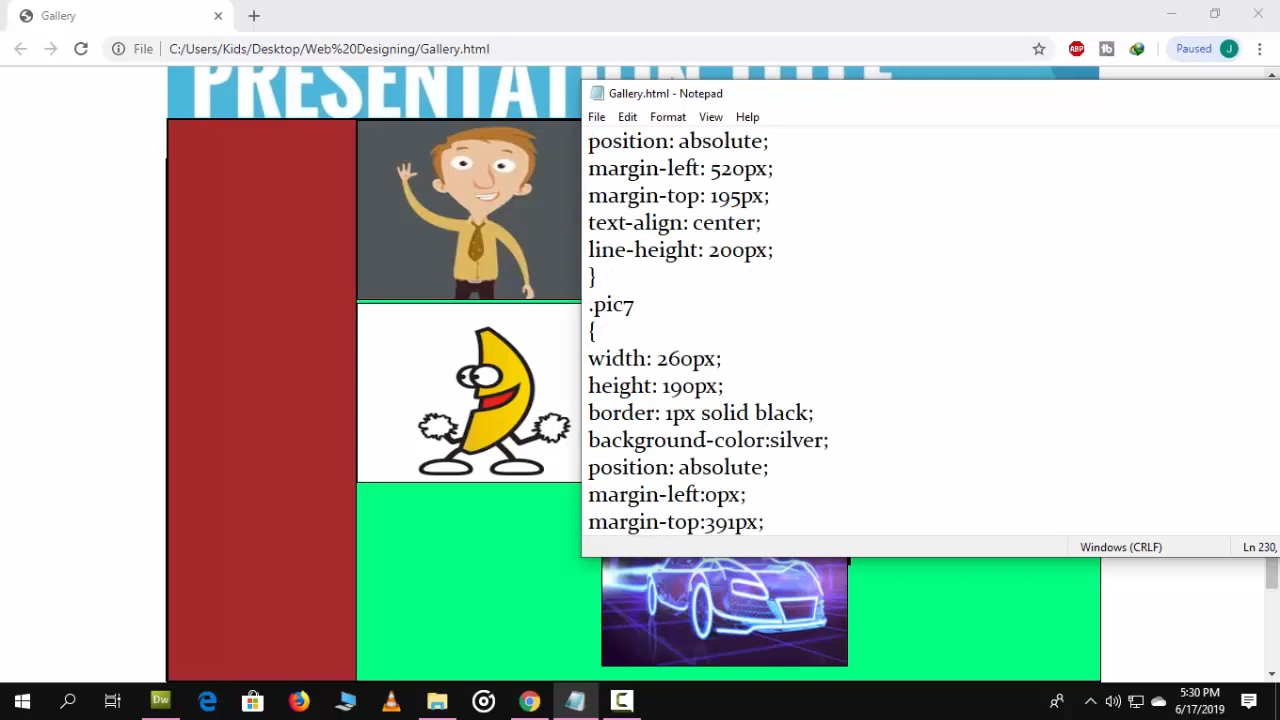 Gallery
File
C:/Users/Kids/Desktop/Web%20Designing/Gallery.html
ABP
Paused
J
Gallery.html - Notepad
File Edit Format View Help
position: absolute;
margin-left: 520px;
margin-top: 195px;
text-align: center;
line-height: 200px;
}
.pic7
{
width: 260px;
height: 190px;
border: 1px solid black;
background-color:silver;
position: absolute;
margin-left:0px;
margin-top:391px;
Windows (CRLF)
Ln 230,
Dw
5:30 PM
6/17/2019